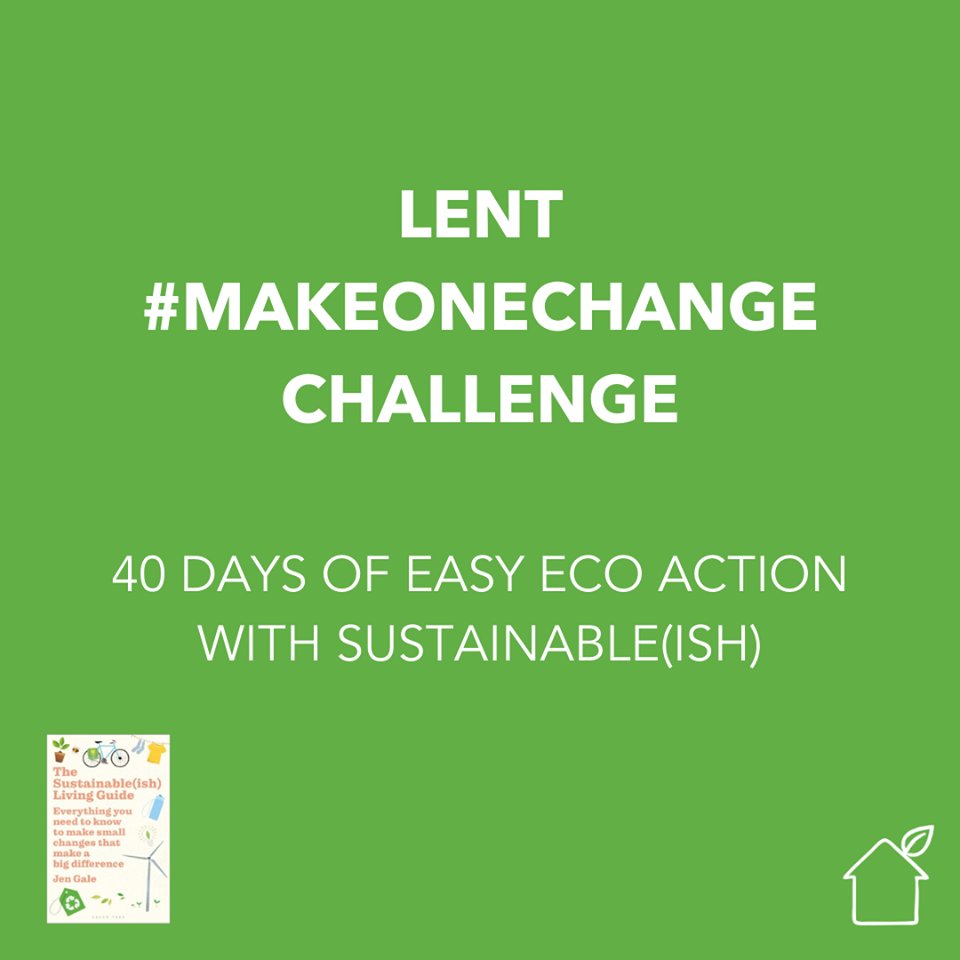 LENT
#MAKEONECHANGE
CHALLENGE
40 DAYS OF EASY ECO ACTION
WITH SUSTAINABLE(ISH)
The
Sustainable(ish)
Living Guide
Everything you
need to know
to make small
changes that
make a
big difference
Jen Gale